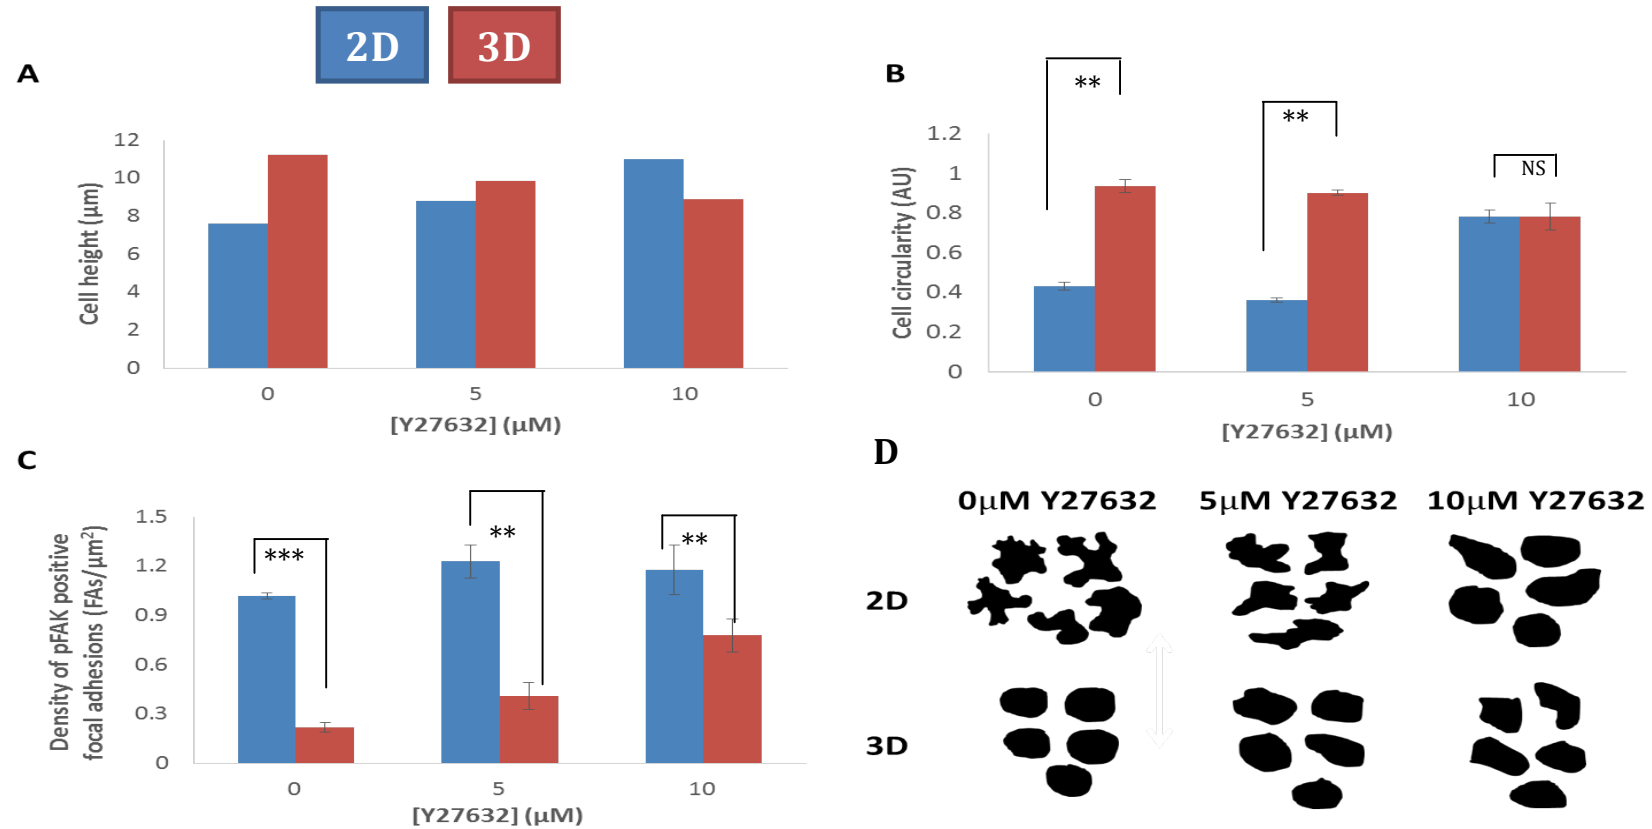 2D 3D
A
12
10
8
6
4
2
0
Cell height (μm)
0 5 10
[Y27632] (μM)
B
**
**
NS
1.2
1
0.8
0.6
0.4
0.2
0
Cell circularity (AU)
0 5 10
[Y27632] (μM)
C
***
**
**
1.5
1.2
0.9
0.6
0.3
0
Density of pFAK positive
focal adhesions (FAs/μm²)
0 5 10
[Y27632] (μM)
D
0μM Y27632 5μM Y27632 10μM Y27632
2D
3D